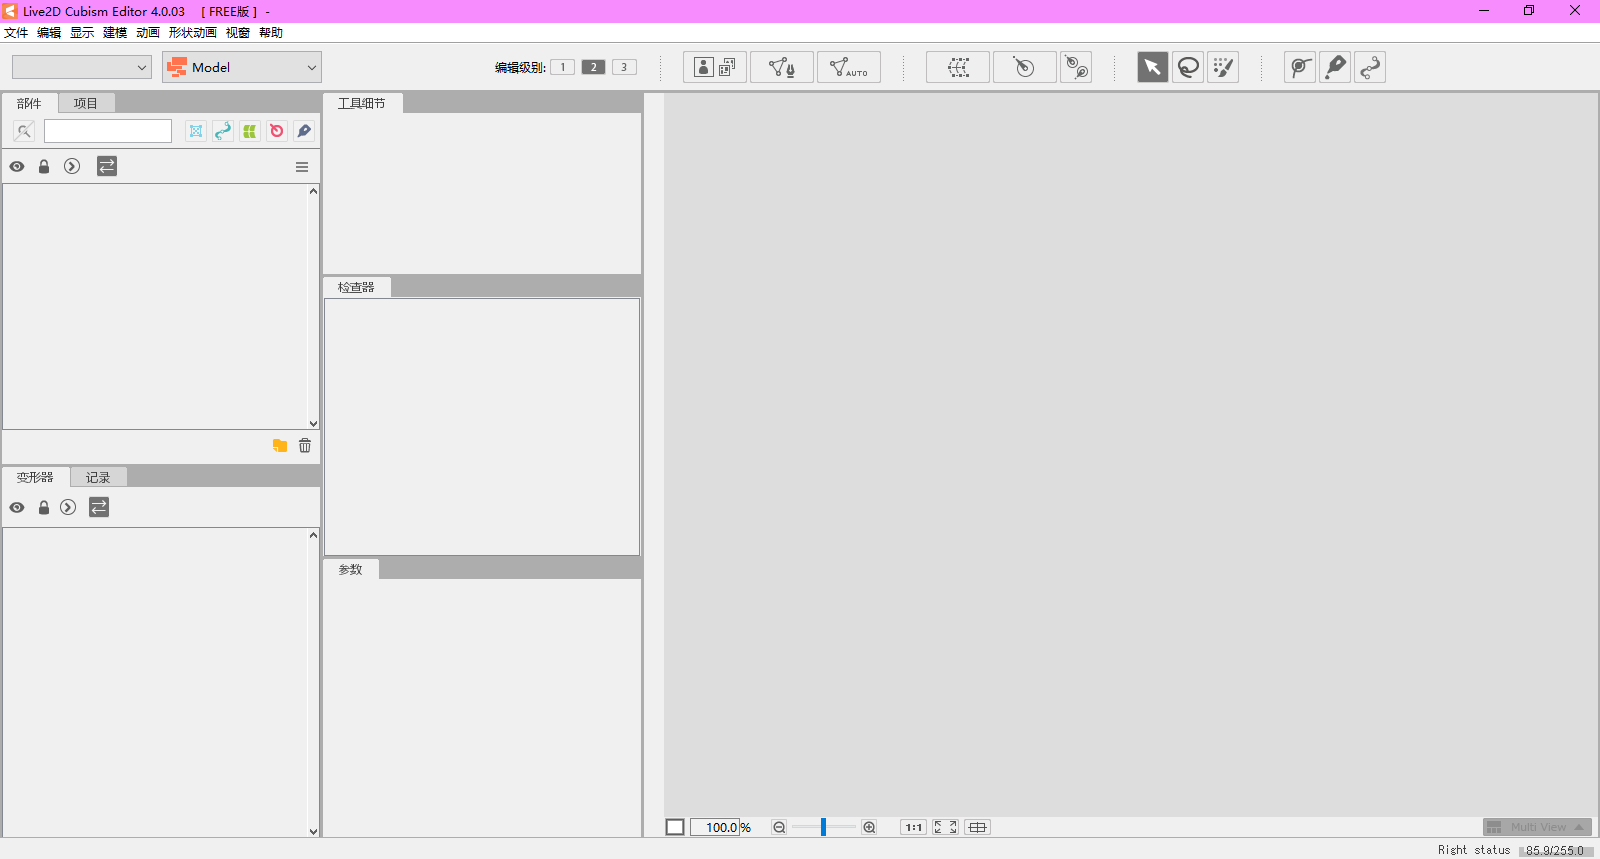 Live2D Cubism Editor 4.0.03 [ FREE版 ] -
文件 编辑 显示 建模 动画 形状动画 视窗 帮助
Model
编辑级别: 1 2 3
AUTO
部件 项目
工具细节
检查器
变形器 记录
参数
100.0 %
1:1
Multi View
Right status 85.9/255.0